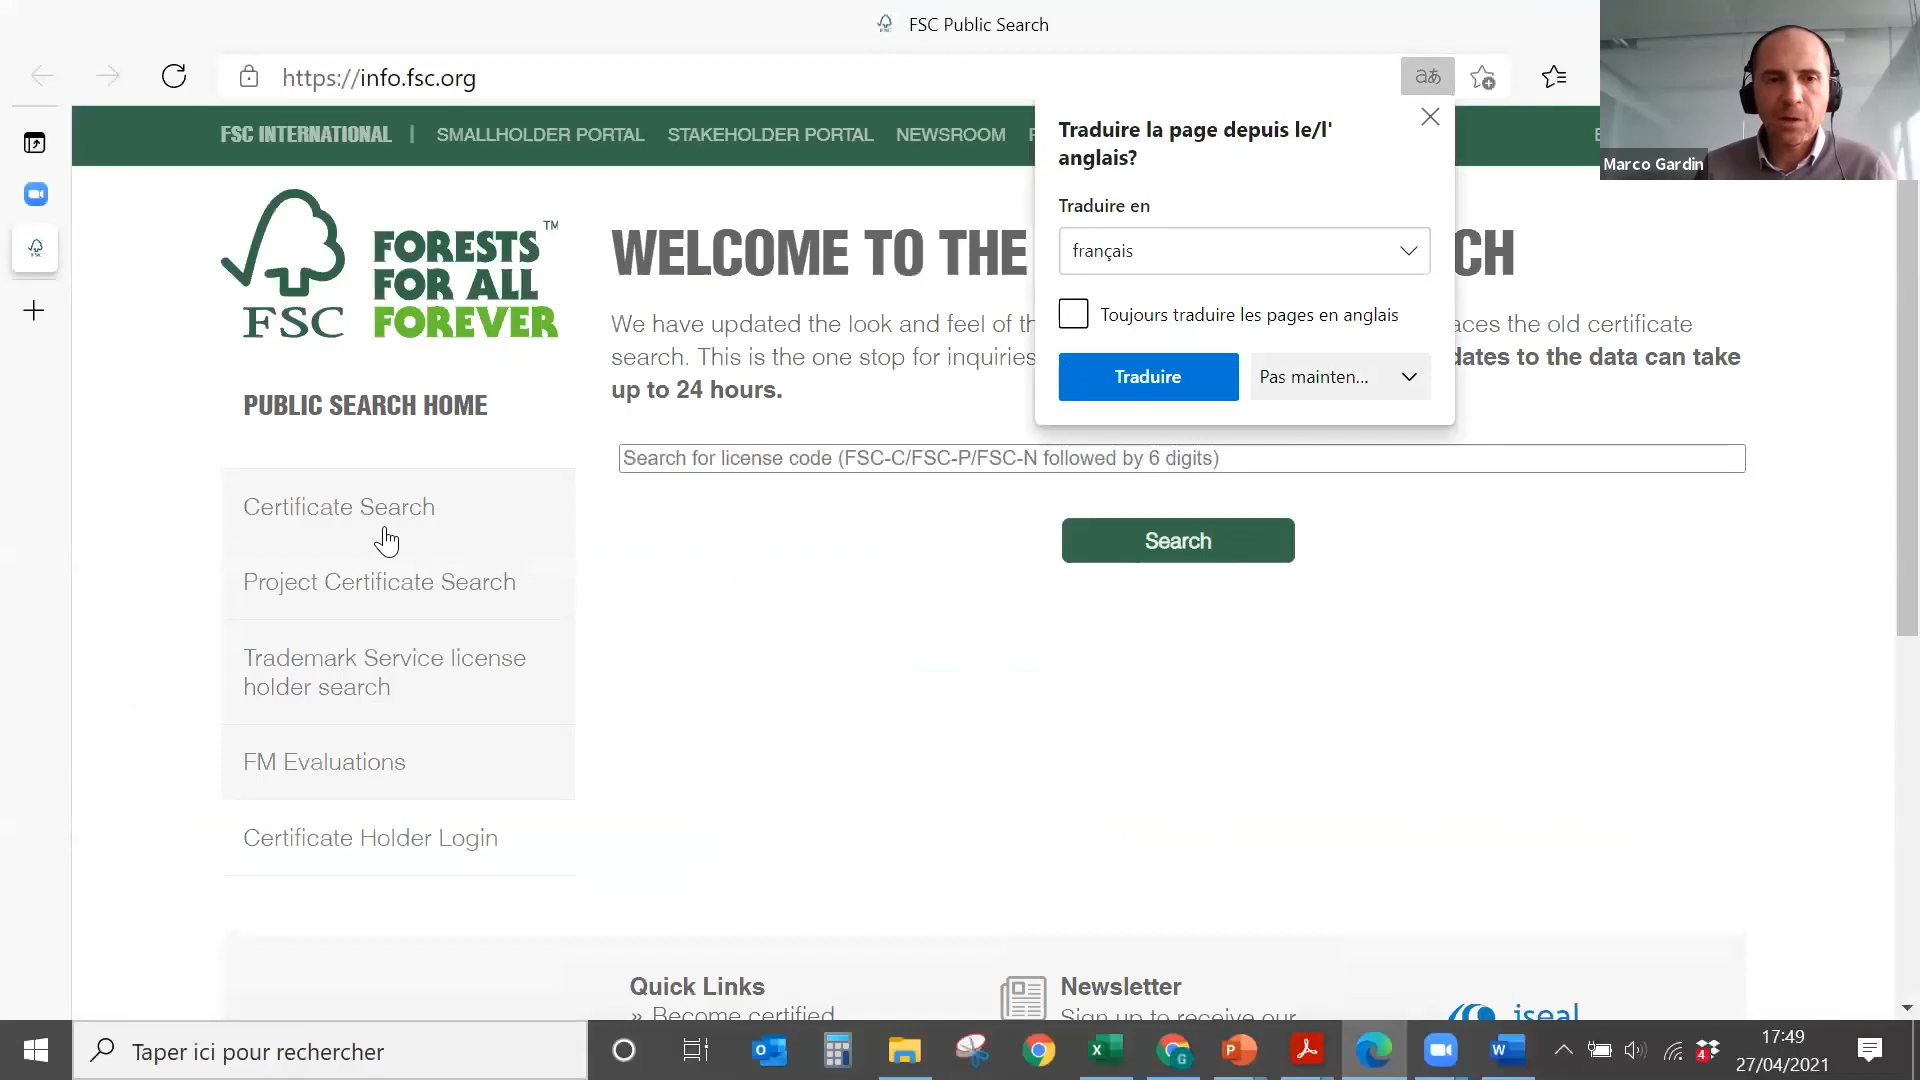 FSC Public Search
https://info.fsc.org
FSC INTERNATIONAL | SMALLHOLDER PORTAL STAKEHOLDER PORTAL NEWSROOM
Marco Gardin
Traduire la page depuis le/l'
anglais?
Traduire en
français
Toujours traduire les pages en anglais
Traduire
Pas mainten...
FORESTS
FOR ALL
FOREVER
TM
FSC
WELCOME TO THE CH
We have updated the look and feel of th aces the old certificate
search. This is the one stop for inquiries dates to the data can take
up to 24 hours.
PUBLIC SEARCH HOME
Search for license code (FSC-C/FSC-P/FSC-N followed by 6 digits)
Search
Certificate Search
Project Certificate Search
Trademark Service license
holder search
FM Evaluations
Certificate Holder Login
Quick Links
» Become certified
Newsletter
Sign up to receive our
iseal
Taper ici pour rechercher
17:49
27/04/2021